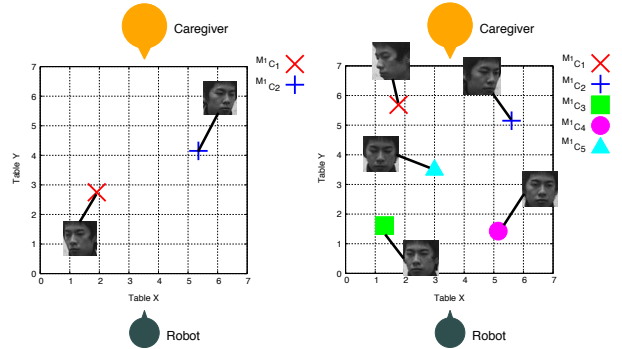 Caregiver
M1C1
M1C2
7
6
5
4
3
2
1
0
Table Y
0 1 2 3 4 5 6 7
Table X
Robot
Caregiver
M1C1
M1C2
M1C3
M1C4
M1C5
7
6
5
4
3
2
1
0
Table Y
0 1 2 3 4 5 6 7
Table X
Robot